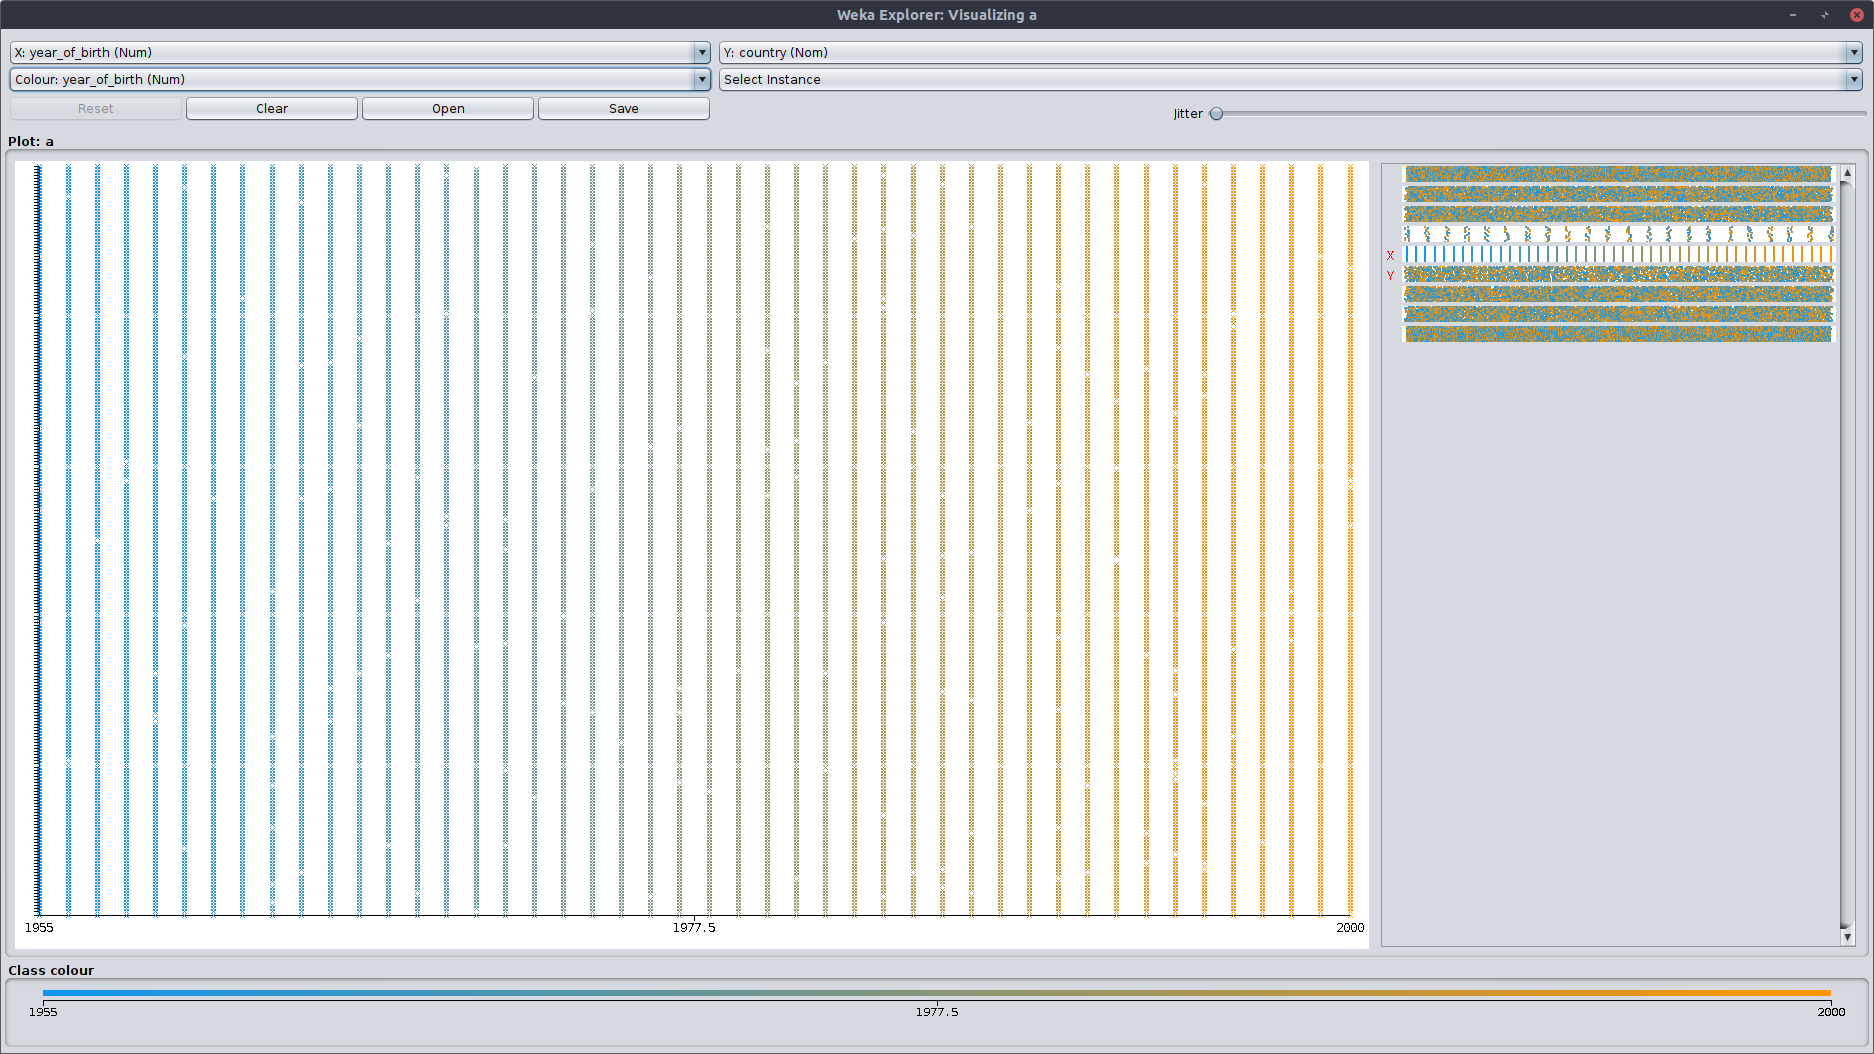 Weka Explorer: Visualizing a
X: year_of_birth (Num)
Y: country (Nom)
Colour: year_of_birth (Num)
Select Instance
Reset
Clear
Open
Save
Jitter
Plot: a
X
Y
1955
1977.5
2000
Class colour
1955
1977.5
2000